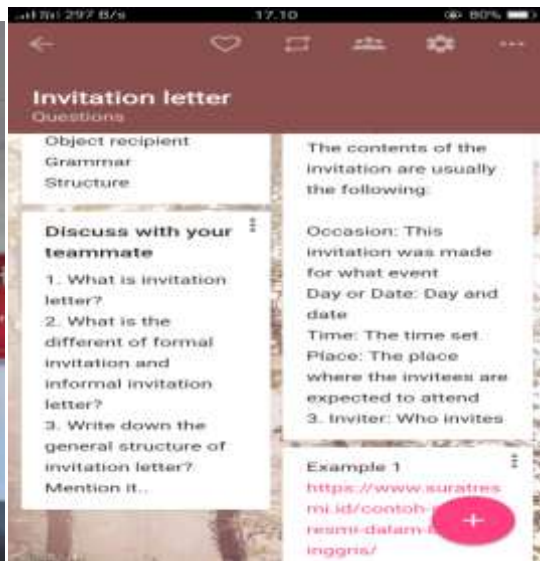 297 B/s
17.10
80%
Invitation letter
Questions
Object recipient
Grammar
Structure
Discuss with your
teammate
1. What is invitation
letter?
2. What is the
different of formal
invitation and
informal invitation
letter?
3. Write down the
general structure of
invitation letter?
Mention it..
The contents of the
invitation are usually
the following:
Occasion: This
invitation was made
for what event
Day or Date: Day and
date
Time: The time set
Place: The place
where the invitees are
expected to attend
3. Inviter: Who invites
Example 1
https://www.suratres
mi.id/contoh-
resmi-dalam-
inggris/